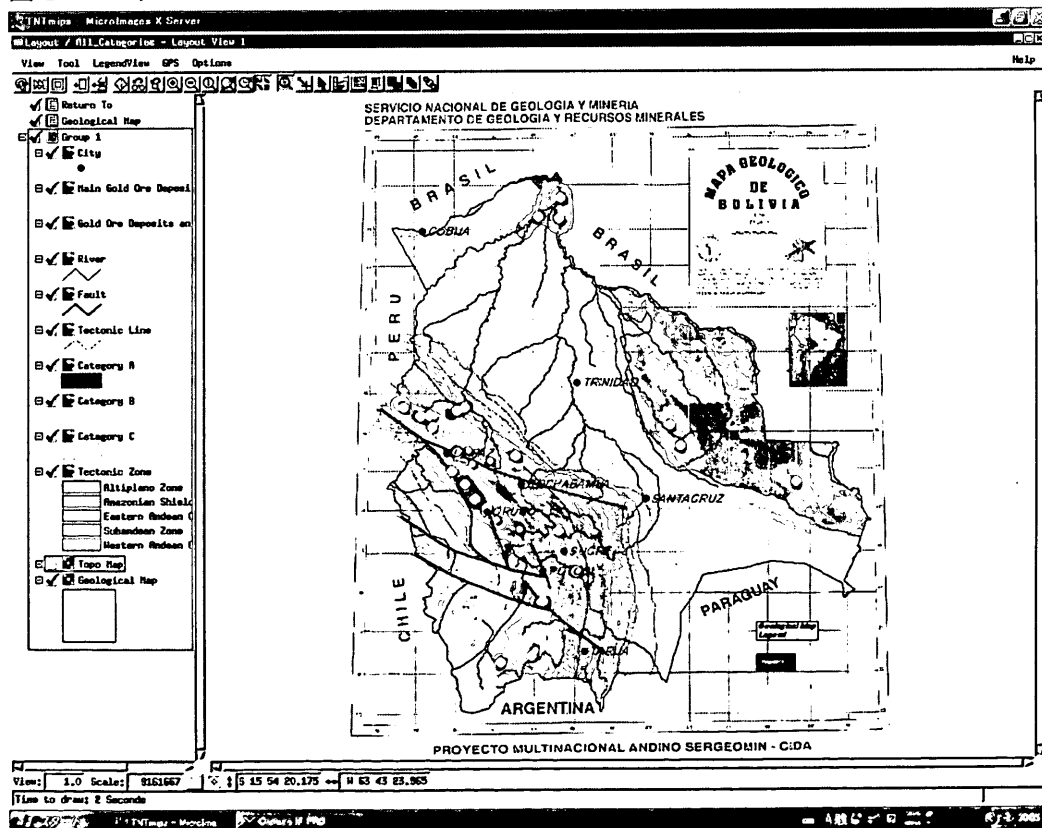 TNTmips - MicroImages X Server
Layout / All_Categories - Layout View 1
View Tool LegendView GPS Options Help
Return To
Geological Map
Group 1
City
Main Gold Ore Deposi
Gold Ore Deposits an
River
Fault
Tectonic Line
Category A
Category B
Category C
Tectonic Zone
Altiplano Zone
Amazonian Shield
Eastern Andean C
Subandean Zone
Western Andean C
Topo Map
Geological Map
SERVICIO NACIONAL DE GEOLOGIA Y MINERIA
DEPARTAMENTO DE GEOLOGIA Y RECURSOS MINERALES
MAPA GEOLOGICO
DE
BOLIVIA
BRASIL
COBIJA
BRASIL
PERU
TRINIDAD
COCHABAMBA
SANTACRUZ
ORURO
SUCRE
CHILE
PARAGUAY
Geological Map
Legend
TARIJA
ARGENTINA
PROYECTO MULTINACIONAL ANDINO SERGEOMIN - CIDA
View: 1.0 Scale: 9161667 S 15 54 20.175 W 63 43 23.965
Time to draw: 2 Seconds
TNTmips - MicroIma